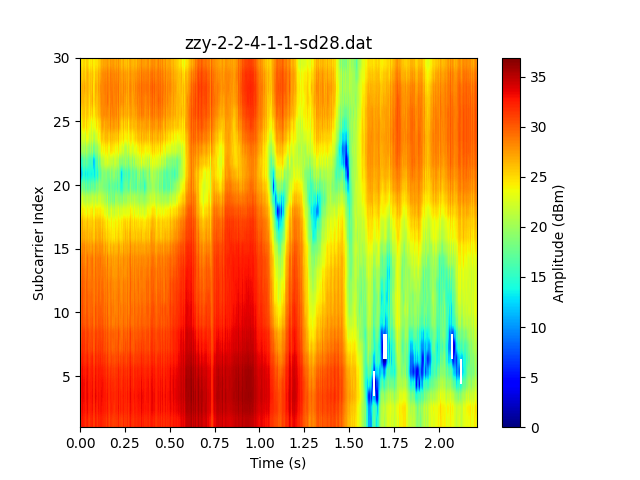 zzy-2-2-4-1-1-sd28.dat
30
25
20
15
10
5
Subcarrier Index
0.00 0.25 0.50 0.75 1.00 1.25 1.50 1.75 2.00
Time (s)
35
30
25
20
15
10
5
0
Amplitude (dBm)